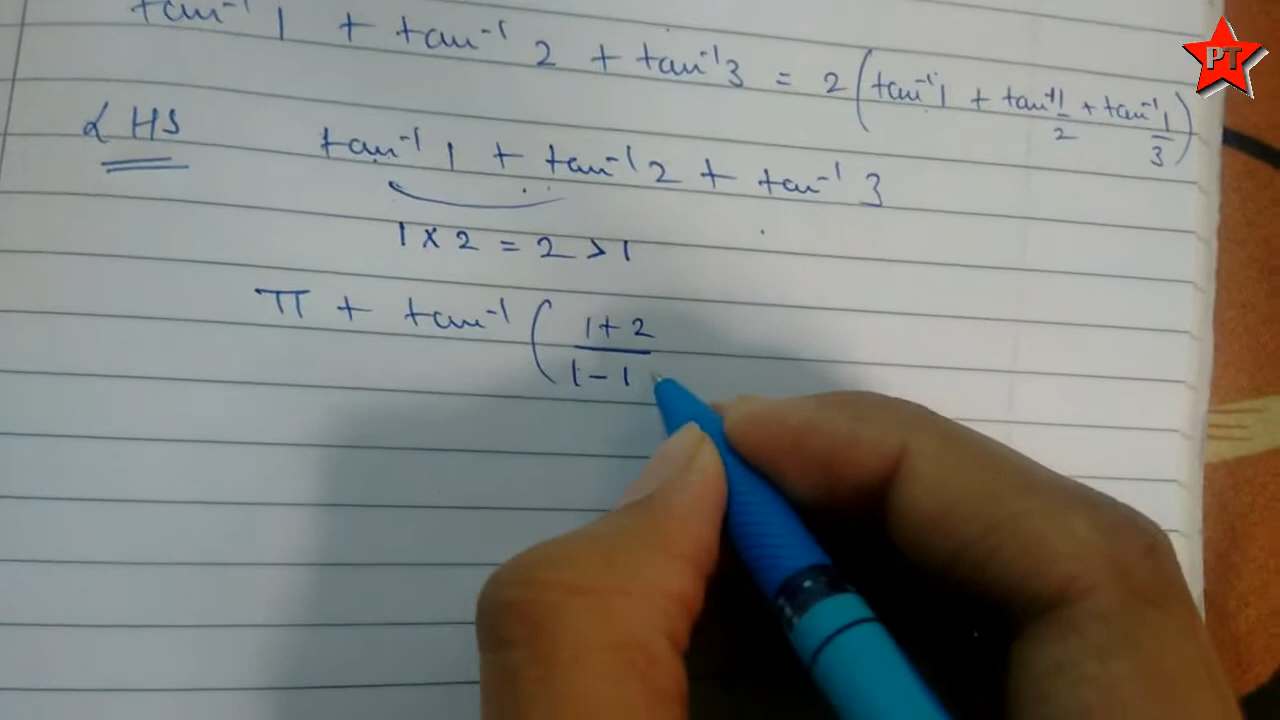 tan⁻¹ 1 + tan⁻¹ 2 + tan⁻¹ 3 = 2 (tan⁻¹ 1 + tan⁻¹ 1/2 + tan⁻¹ 1/3)
LHS tan⁻¹ 1 + tan⁻¹ 2 + tan⁻¹ 3
1 × 2 = 2 > 1
π + tan⁻¹ ( 1+2 / 1-1
PT